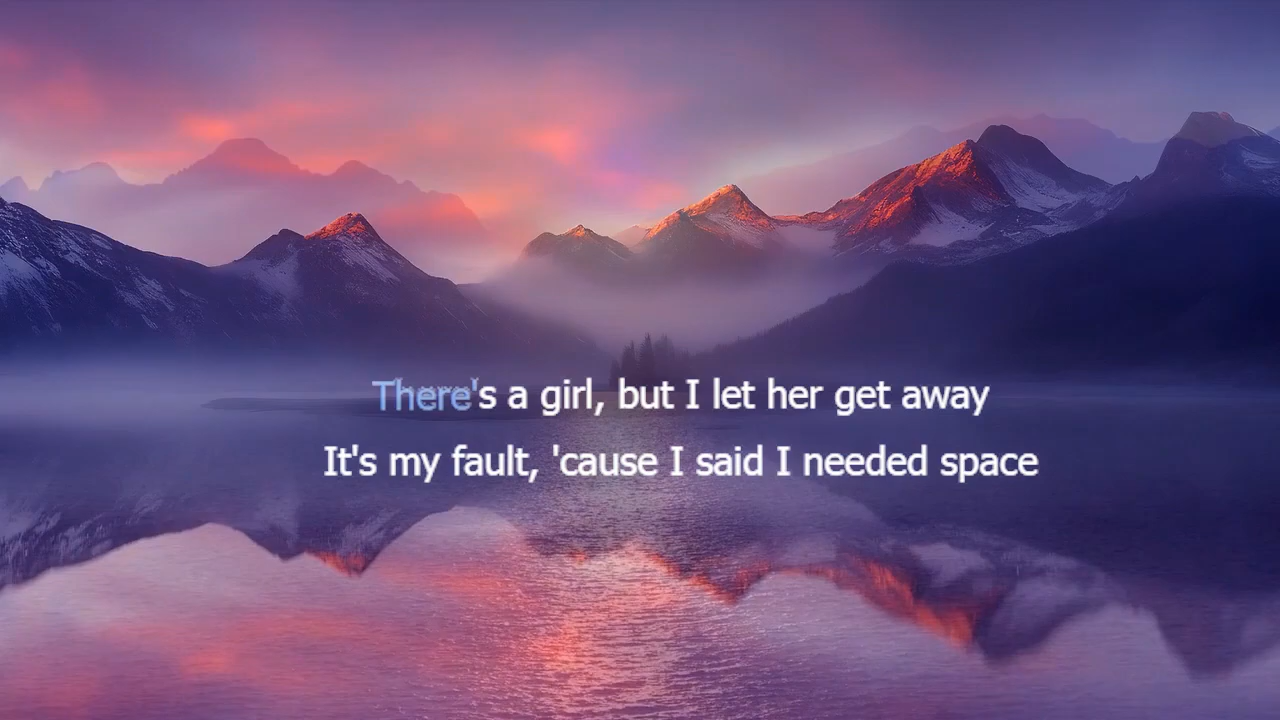 There's a girl, but I let her get away
It's my fault, 'cause I said I needed space